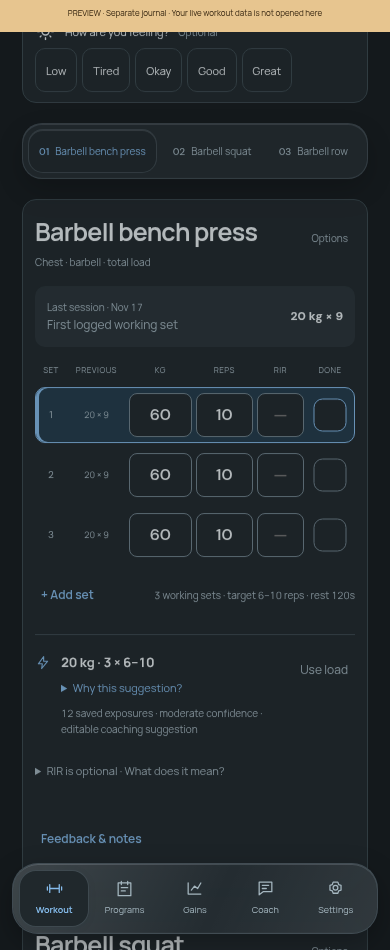 PREVIEW · Separate journal · Your live workout data is not opened here
How are you feeling? Optional
Low Tired Okay Good Great
01 Barbell bench press 02 Barbell squat 03 Barbell row
Barbell bench press Options
Chest · barbell · total load
Last session · Nov 17
First logged working set 20 kg × 9
SET PREVIOUS KG REPS RIR DONE
1 20 × 9 60 10 —
2 20 × 9 60 10 —
3 20 × 9 60 10 —
+ Add set 3 working sets · target 6–10 reps · rest 120s
20 kg · 3 × 6–10 Use load
Why this suggestion?
12 saved exposures · moderate confidence ·
editable coaching suggestion
RIR is optional · What does it mean?
Feedback & notes
Workout Programs Gains Coach Settings
Barbell squat Options